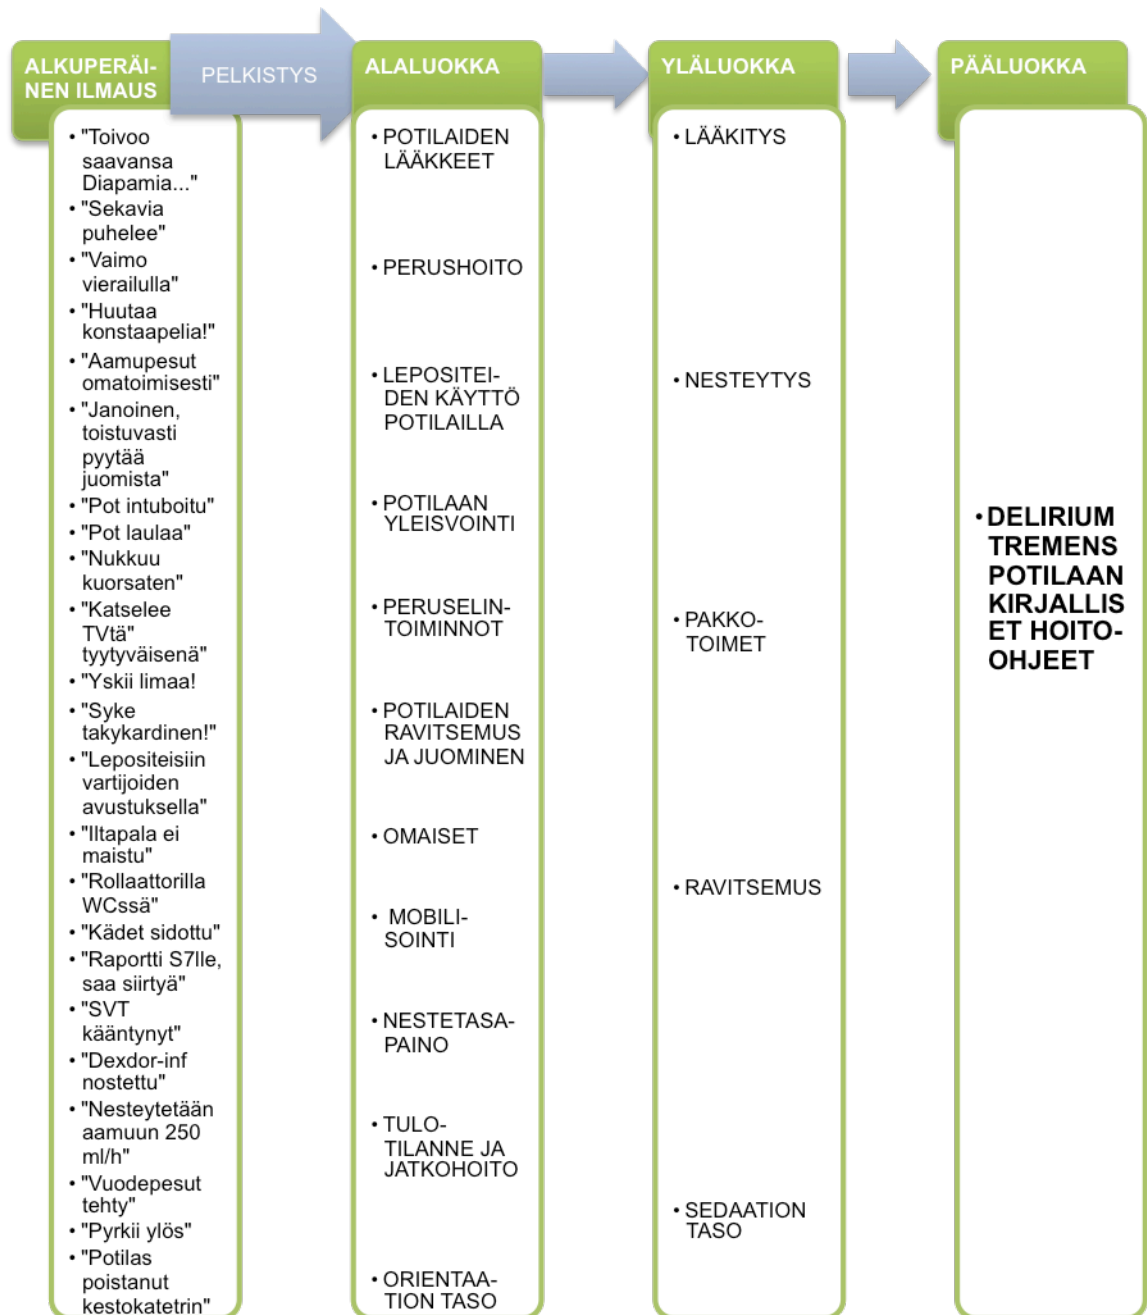 ALKUPERÄI-
NEN ILMAUS
PELKISTYS
ALALUOKKA
YLÄLUOKKA
PÄÄLUOKKA
• "Toivoo
saavansa
Diapamia..."
• "Sekavia
puhelee"
• "Vaimo
vierailulla"
• "Huutaa
konstaapelia!"
• "Aamupesut
omatoimisesti"
• "Janoinen,
toistuvasti
pyytää
juomista"
• "Pot intuboitu"
• "Pot laulaa"
• "Nukkuu
kuorsaten"
• "Katselee
TVtä"
tyytyväisenä"
• "Yskii limaa!
• "Syke
takykardinen!"
• "Lepositeisiin
vartijoiden
avustuksella"
• "Iltapala ei
maistu"
• "Rollaattorilla
WCssä"
• "Kädet sidottu"
• "Raportti S7lle,
saa siirtyä"
• "SVT
kääntynyt"
• "Dexdor-inf
nostettu"
• "Nesteytetään
aamuun 250
ml/h"
• "Vuodepesut
tehty"
• "Pyrkii ylös"
• "Potilas
poistanut
kestokatetrin"
• POTILAIDEN
LÄÄKKEET
• PERUSHOITO
• LEPOSITEI-
DEN KÄYTTÖ
POTILAILLA
• POTILAAN
YLEISVOINTI
• PERUSELIN-
TOIMINNOT
• POTILAIDEN
RAVITSEMUS
JA JUOMINEN
• OMAISET
• MOBILI-
SOINTI
• NESTETASA-
PAINO
• TULO-
TILANNE JA
JATKOHOITO
• ORIENTAA-
TION TASO
• LÄÄKITYS
• NESTEYTYS
• PAKKO-
TOIMET
• RAVITSEMUS
• SEDAATION
TASO
• DELIRIUM
TREMENS
POTILAAN
KIRJALLIS
ET HOITO-
OHJEET